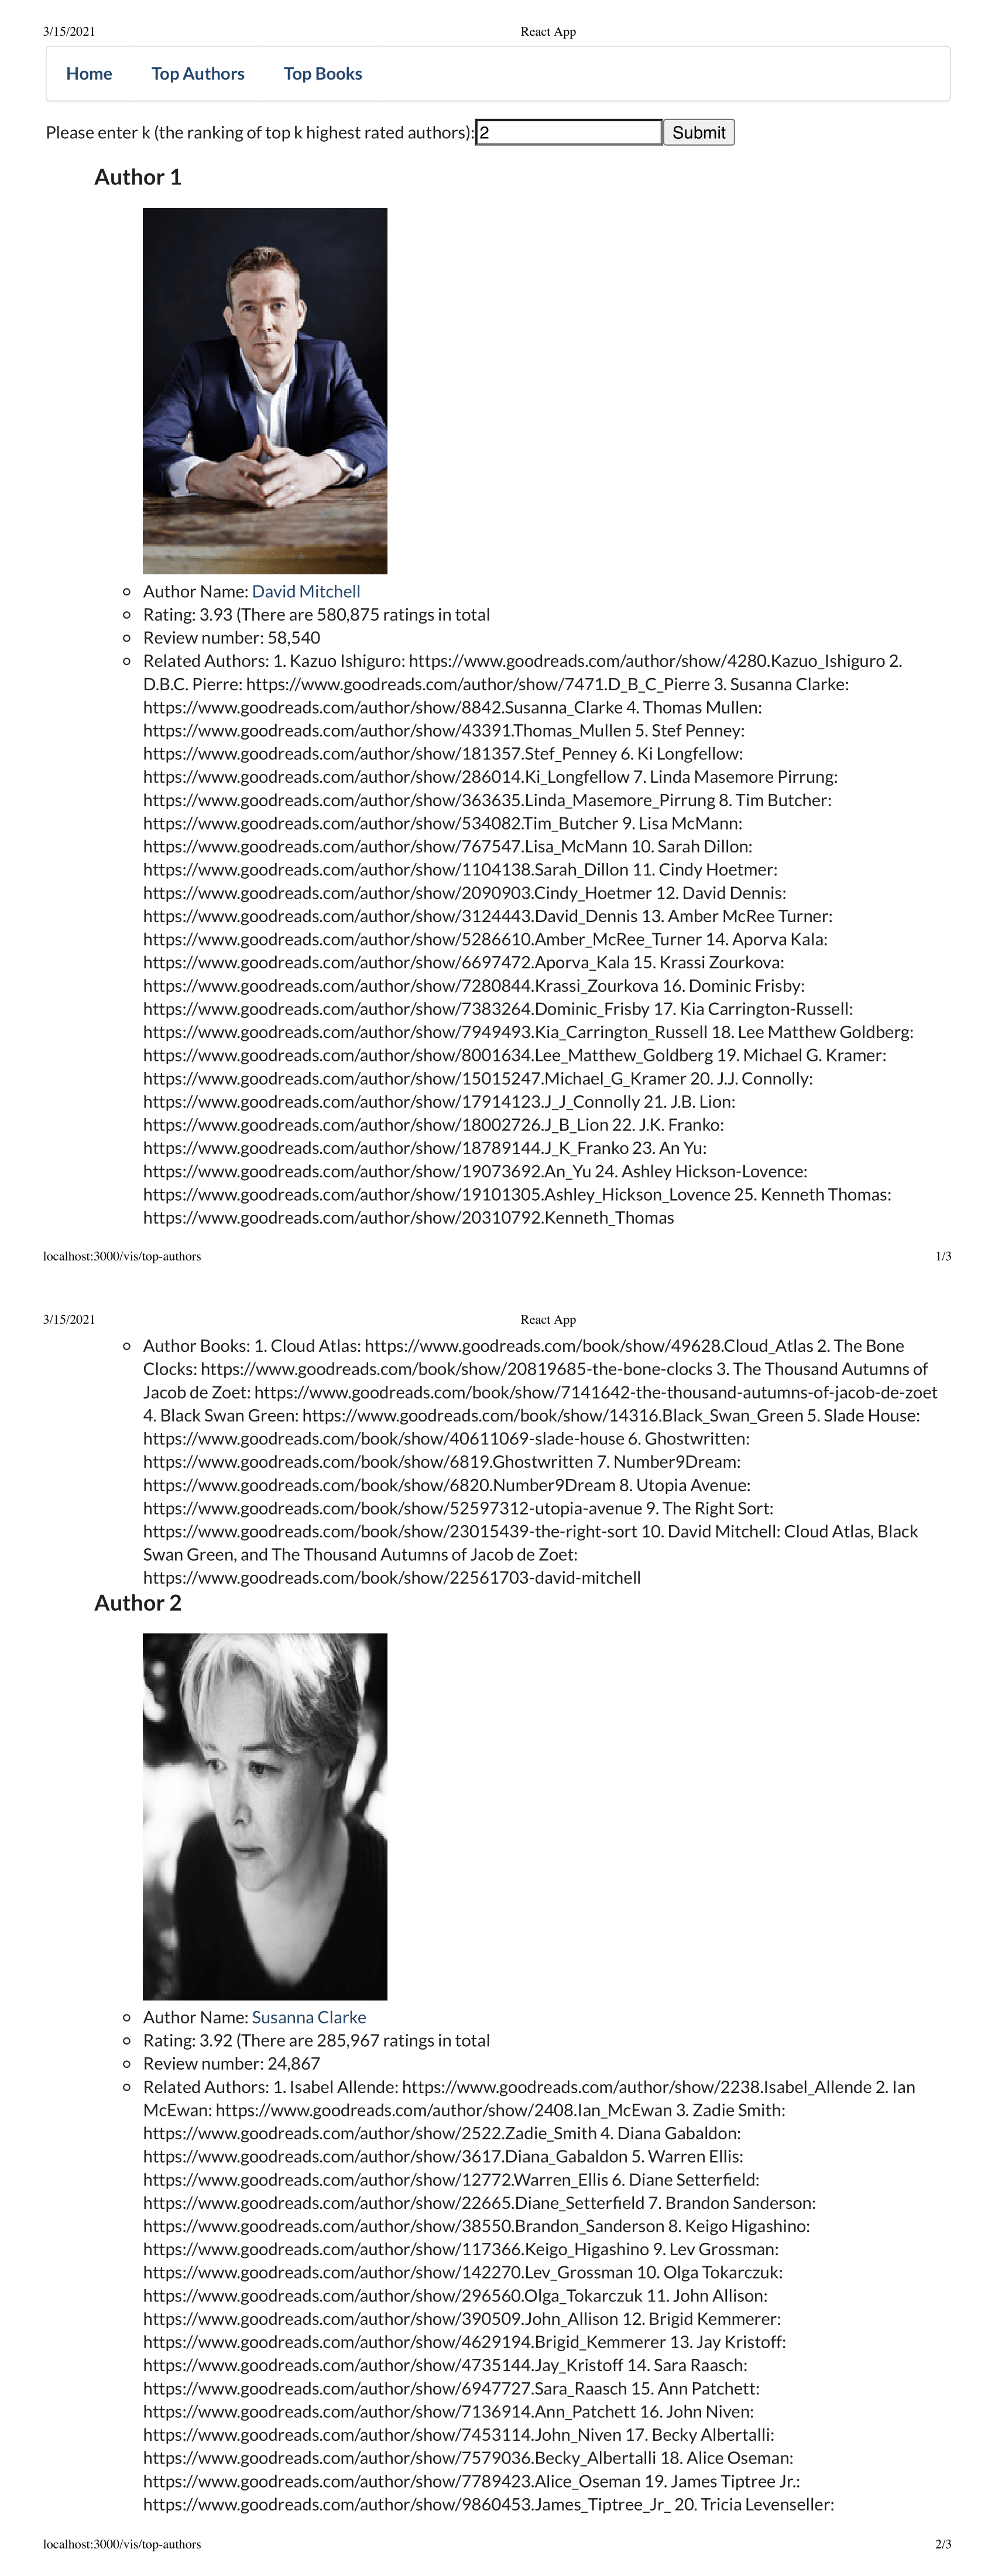 3/15/2021 React App
Home Top Authors Top Books
Please enter k (the ranking of top k highest rated authors): 2 Submit
Author 1
Author Name: David Mitchell
Rating: 3.93 (There are 580,875 ratings in total
Review number: 58,540
Related Authors: 1. Kazuo Ishiguro: https://www.goodreads.com/author/show/4280.Kazuo_Ishiguro 2.
D.B.C. Pierre: https://www.goodreads.com/author/show/7471.D_B_C_Pierre 3. Susanna Clarke:
https://www.goodreads.com/author/show/8842.Susanna_Clarke 4. Thomas Mullen:
https://www.goodreads.com/author/show/43391.Thomas_Mullen 5. Stef Penney:
https://www.goodreads.com/author/show/181357.Stef_Penney 6. Ki Longfellow:
https://www.goodreads.com/author/show/286014.Ki_Longfellow 7. Linda Masemore Pirrung:
https://www.goodreads.com/author/show/363635.Linda_Masemore_Pirrung 8. Tim Butcher:
https://www.goodreads.com/author/show/534082.Tim_Butcher 9. Lisa McMann:
https://www.goodreads.com/author/show/767547.Lisa_McMann 10. Sarah Dillon:
https://www.goodreads.com/author/show/1104138.Sarah_Dillon 11. Cindy Hoetmer:
https://www.goodreads.com/author/show/2090903.Cindy_Hoetmer 12. David Dennis:
https://www.goodreads.com/author/show/3124443.David_Dennis 13. Amber McRee Turner:
https://www.goodreads.com/author/show/5286610.Amber_McRee_Turner 14. Aporva Kala:
https://www.goodreads.com/author/show/6697472.Aporva_Kala 15. Krassi Zourkova:
https://www.goodreads.com/author/show/7280844.Krassi_Zourkova 16. Dominic Frisby:
https://www.goodreads.com/author/show/7383264.Dominic_Frisby 17. Kia Carrington-Russell:
https://www.goodreads.com/author/show/7949493.Kia_Carrington_Russell 18. Lee Matthew Goldberg:
https://www.goodreads.com/author/show/8001634.Lee_Matthew_Goldberg 19. Michael G. Kramer:
https://www.goodreads.com/author/show/15015247.Michael_G_Kramer 20. J.J. Connolly:
https://www.goodreads.com/author/show/17914123.J_J_Connolly 21. J.B. Lion:
https://www.goodreads.com/author/show/18002726.J_B_Lion 22. J.K. Franko:
https://www.goodreads.com/author/show/18789144.J_K_Franko 23. An Yu:
https://www.goodreads.com/author/show/19073692.An_Yu 24. Ashley Hickson-Lovence:
https://www.goodreads.com/author/show/19101305.Ashley_Hickson_Lovence 25. Kenneth Thomas:
https://www.goodreads.com/author/show/20310792.Kenneth_Thomas
localhost:3000/vis/top-authors 1/3
3/15/2021 React App
Author Books: 1. Cloud Atlas: https://www.goodreads.com/book/show/49628.Cloud_Atlas 2. The Bone
Clocks: https://www.goodreads.com/book/show/20819685-the-bone-clocks 3. The Thousand Autumns of
Jacob de Zoet: https://www.goodreads.com/book/show/7141642-the-thousand-autumns-of-jacob-de-zoet
4. Black Swan Green: https://www.goodreads.com/book/show/14316.Black_Swan_Green 5. Slade House:
https://www.goodreads.com/book/show/40611069-slade-house 6. Ghostwritten:
https://www.goodreads.com/book/show/6819.Ghostwritten 7. Number9Dream:
https://www.goodreads.com/book/show/6820.Number9Dream 8. Utopia Avenue:
https://www.goodreads.com/book/show/52597312-utopia-avenue 9. The Right Sort:
https://www.goodreads.com/book/show/23015439-the-right-sort 10. David Mitchell: Cloud Atlas, Black
Swan Green, and The Thousand Autumns of Jacob de Zoet:
https://www.goodreads.com/book/show/22561703-david-mitchell
Author 2
Author Name: Susanna Clarke
Rating: 3.92 (There are 285,967 ratings in total
Review number: 24,867
Related Authors: 1. Isabel Allende: https://www.goodreads.com/author/show/2238.Isabel_Allende 2. Ian
McEwan: https://www.goodreads.com/author/show/2408.Ian_McEwan 3. Zadie Smith:
https://www.goodreads.com/author/show/2522.Zadie_Smith 4. Diana Gabaldon:
https://www.goodreads.com/author/show/3617.Diana_Gabaldon 5. Warren Ellis:
https://www.goodreads.com/author/show/12772.Warren_Ellis 6. Diane Setterfield:
https://www.goodreads.com/author/show/22665.Diane_Setterfield 7. Brandon Sanderson:
https://www.goodreads.com/author/show/38550.Brandon_Sanderson 8. Keigo Higashino:
https://www.goodreads.com/author/show/117366.Keigo_Higashino 9. Lev Grossman:
https://www.goodreads.com/author/show/142270.Lev_Grossman 10. Olga Tokarczuk:
https://www.goodreads.com/author/show/296560.Olga_Tokarczuk 11. John Allison:
https://www.goodreads.com/author/show/390509.John_Allison 12. Brigid Kemmerer:
https://www.goodreads.com/author/show/4629194.Brigid_Kemmerer 13. Jay Kristoff:
https://www.goodreads.com/author/show/4735144.Jay_Kristoff 14. Sara Raasch:
https://www.goodreads.com/author/show/6947727.Sara_Raasch 15. Ann Patchett:
https://www.goodreads.com/author/show/7136914.Ann_Patchett 16. John Niven:
https://www.goodreads.com/author/show/7453114.John_Niven 17. Becky Albertalli:
https://www.goodreads.com/author/show/7579036.Becky_Albertalli 18. Alice Oseman:
https://www.goodreads.com/author/show/7789423.Alice_Oseman 19. James Tiptree Jr.:
https://www.goodreads.com/author/show/9860453.James_Tiptree_Jr_ 20. Tricia Levenseller:
localhost:3000/vis/top-authors 2/3